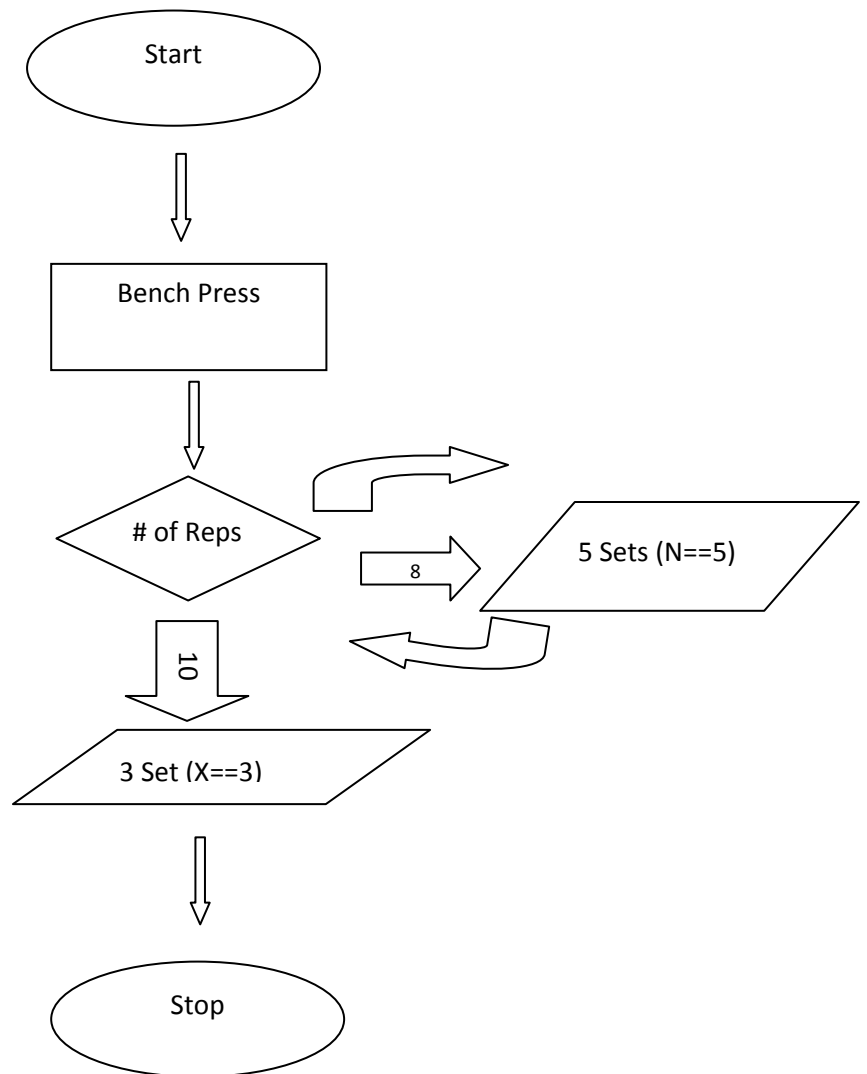 Start
Bench Press
# of Reps
8
5 Sets (N==5)
10
3 Set (X==3)
Stop